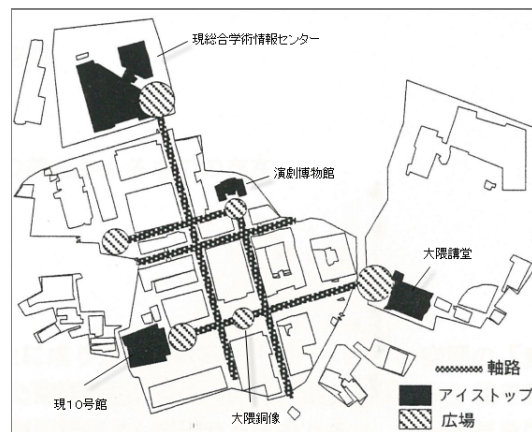 現総合学術情報センター
演劇博物館
大隈講堂
現10号館
大隈銅像
軸路
アイストップ
広場